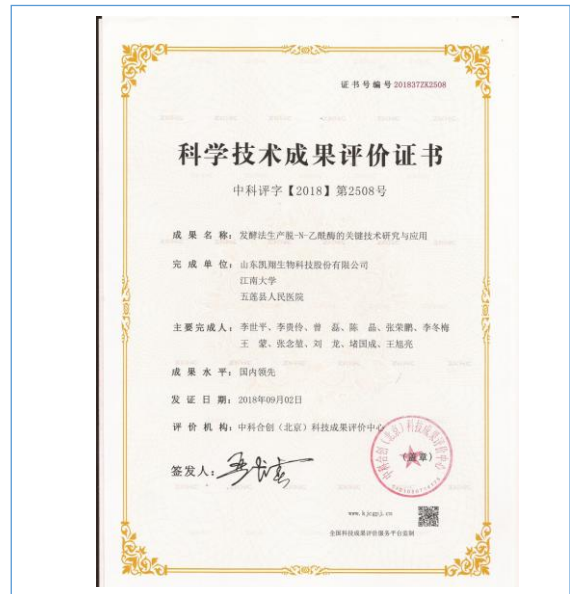 证书号编号 201837ZX2508
科学技术成果评价证书
中科评字【2018】第2508号
成果名称：发酵法生产脲-N-乙酰酶的关键技术研究与应用
完成单位：山东凯翔生物科技股份有限公司
江南大学
五莲县人民医院
主要完成人：李世平、李贵伶、曾 磊、陈 品、张荣鹏、李冬梅
王 蒙、张念堃、刘 龙、堵国成、王旭亮
成果水平：国内领先
发证日期：2018年09月02日
评价机构：中科合创（北京）科技成果评价中心
（盖章）
签发人：
www.kjcgpj.cn
全国科技成果评价服务平台监制